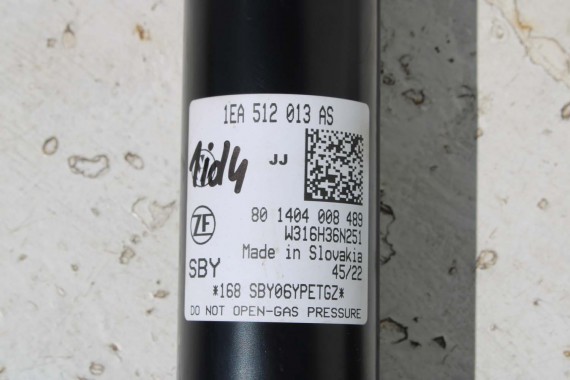 1EA 512 013 AS
1id4 JJ
80 1404 008 489
ZF W316H36N251
Made in Slovakia
SBY 45/22
*168 SBY06YPETGZ*
DO NOT OPEN-GAS PRESSURE